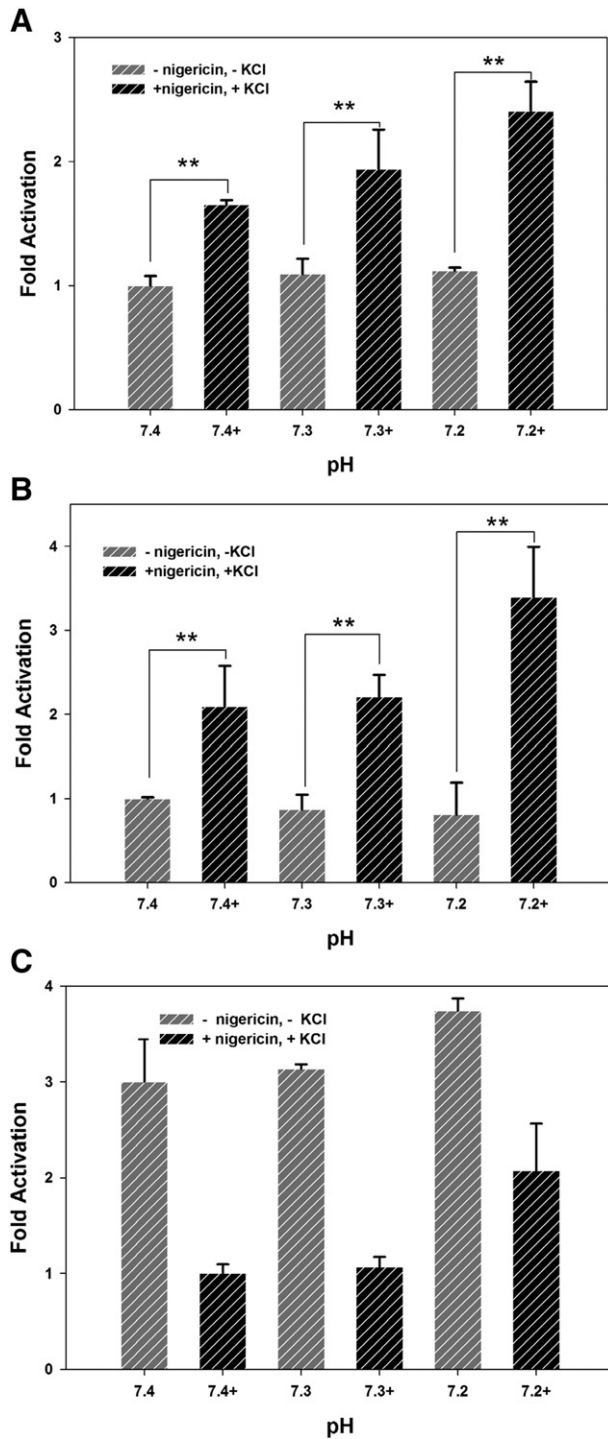 A
3
2
1
0
Fold Activation
- nigericin, - KCl
+nigericin, + KCl
**
**
**
7.4
7.4+
7.3
7.3+
7.2
7.2+
pH
B
4
3
2
1
0
Fold Activation
- nigericin, -KCl
+nigericin, +KCl
**
**
**
7.4
7.4+
7.3
7.3+
7.2
7.2+
pH
C
4
3
2
1
0
Fold Activation
- nigericin, - KCl
+ nigericin, + KCl
7.4
7.4+
7.3
7.3+
7.2
7.2+
pH